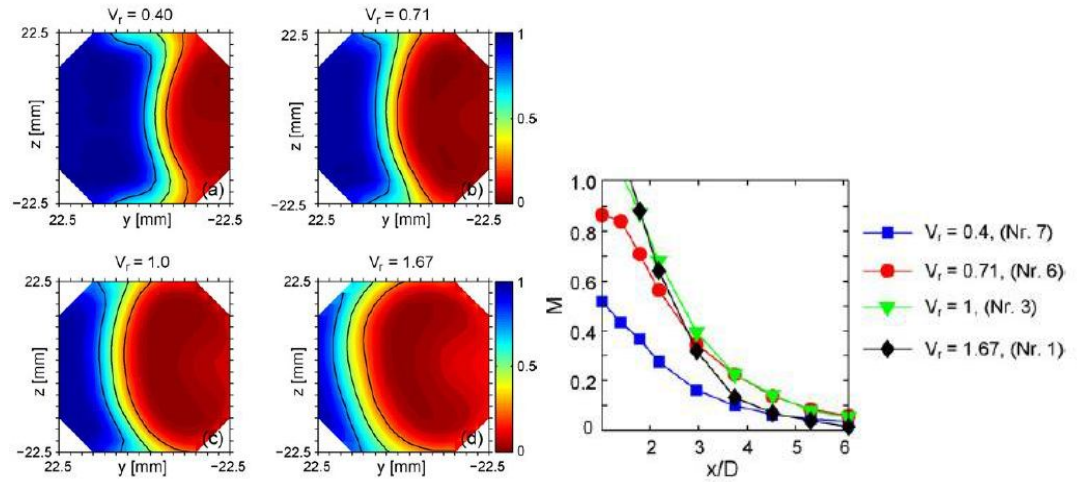 V_r = 0.40
22.5
z [mm]
-22.5
22.5
y [mm]
-22.5
(a)
V_r = 0.71
22.5
z [mm]
-22.5
22.5
y [mm]
-22.5
(b)
1
0.5
0
V_r = 1.0
22.5
z [mm]
-22.5
22.5
y [mm]
-22.5
(c)
V_r = 1.67
22.5
z [mm]
-22.5
22.5
y [mm]
-22.5
(d)
1
0.5
0
1.0
0.8
0.6
0.4
0.2
0
M
2
3
4
5
6
x/D
V_r = 0.4, (Nr. 7)
V_r = 0.71, (Nr. 6)
V_r = 1, (Nr. 3)
V_r = 1.67, (Nr. 1)